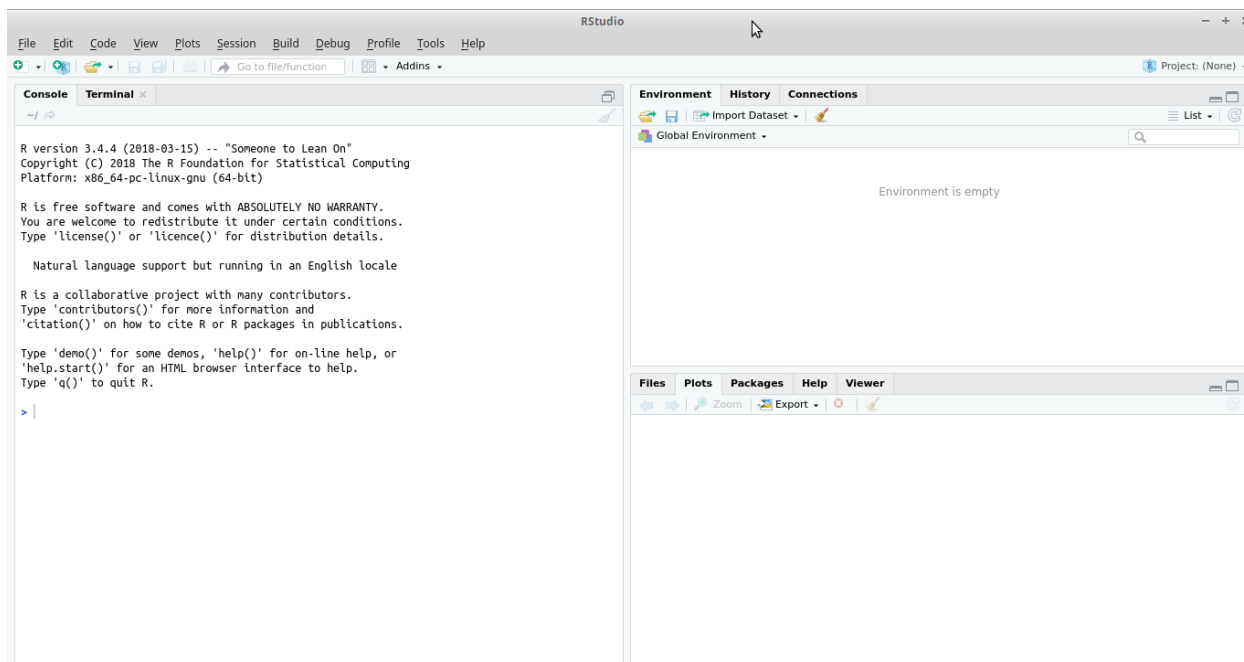 RStudio
File Edit Code View Plots Session Build Debug Profile Tools Help
Go to file/function Addins Project: (None)
Console Terminal
~/
R version 3.4.4 (2018-03-15) -- "Someone to Lean On"
Copyright (C) 2018 The R Foundation for Statistical Computing
Platform: x86_64-pc-linux-gnu (64-bit)
R is free software and comes with ABSOLUTELY NO WARRANTY.
You are welcome to redistribute it under certain conditions.
Type 'license()' or 'licence()' for distribution details.
Natural language support but running in an English locale
R is a collaborative project with many contributors.
Type 'contributors()' for more information and
'citation()' on how to cite R or R packages in publications.
Type 'demo()' for some demos, 'help()' for on-line help, or
'help.start()' for an HTML browser interface to help.
Type 'q()' to quit R.
>
Environment History Connections
Import Dataset List
Global Environment
Environment is empty
Files Plots Packages Help Viewer
Zoom Export